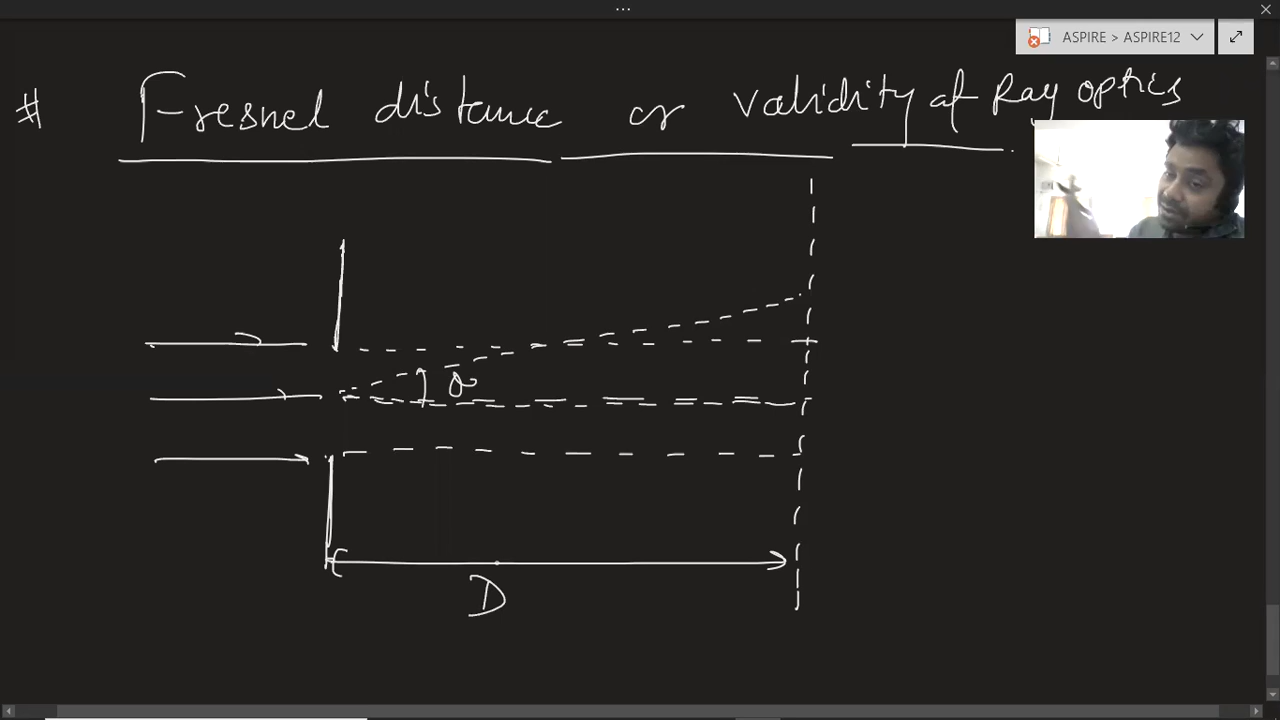 ...
ASPIRE > ASPIRE12
# Fresnel distance or validity of Ray optics
θ
D